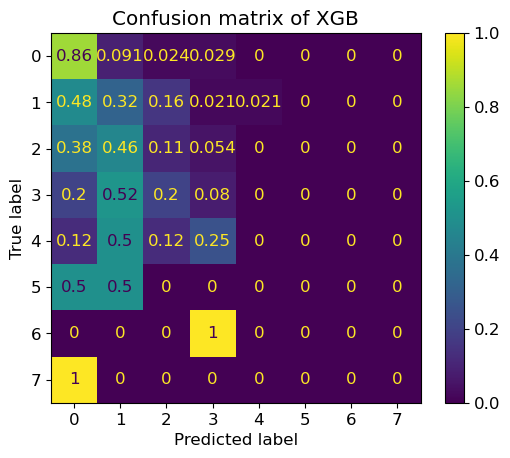 Confusion matrix of XGB
0 0.86 0.091 0.024 0.029 0 0 0 0 1.0
1 0.48 0.32 0.16 0.021 0.021 0 0 0
2 0.38 0.46 0.11 0.054 0 0 0 0 0.8
3 0.2 0.52 0.2 0.08 0 0 0 0 0.6
4 0.12 0.5 0.12 0.25 0 0 0 0 0.4
5 0.5 0.5 0 0 0 0 0 0
6 0 0 0 1 0 0 0 0 0.2
7 1 0 0 0 0 0 0 0 0.0
0 1 2 3 4 5 6 7
True label
Predicted label